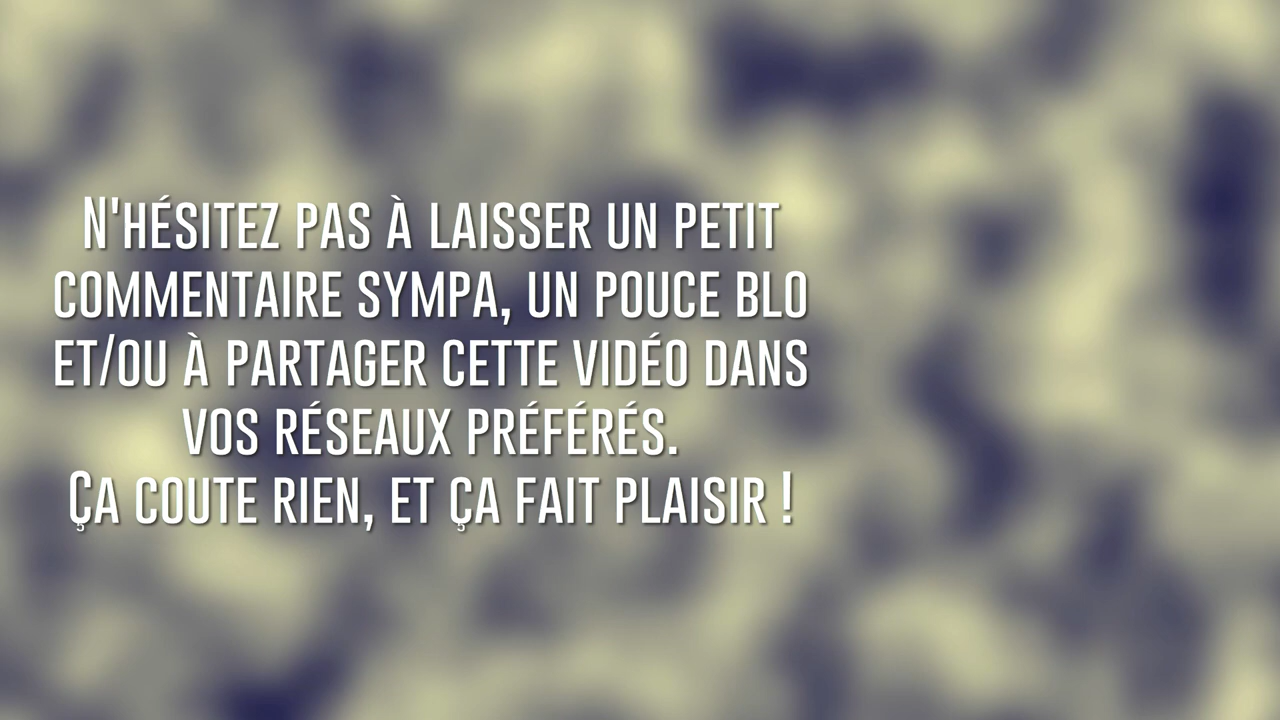 N'HÉSITEZ PAS À LAISSER UN PETIT
COMMENTAIRE SYMPA, UN POUCE BLO
ET/OU À PARTAGER CETTE VIDÉO DANS
VOS RÉSEAUX PRÉFÉRÉS.
ÇA COUTE RIEN, ET ÇA FAIT PLAISIR !